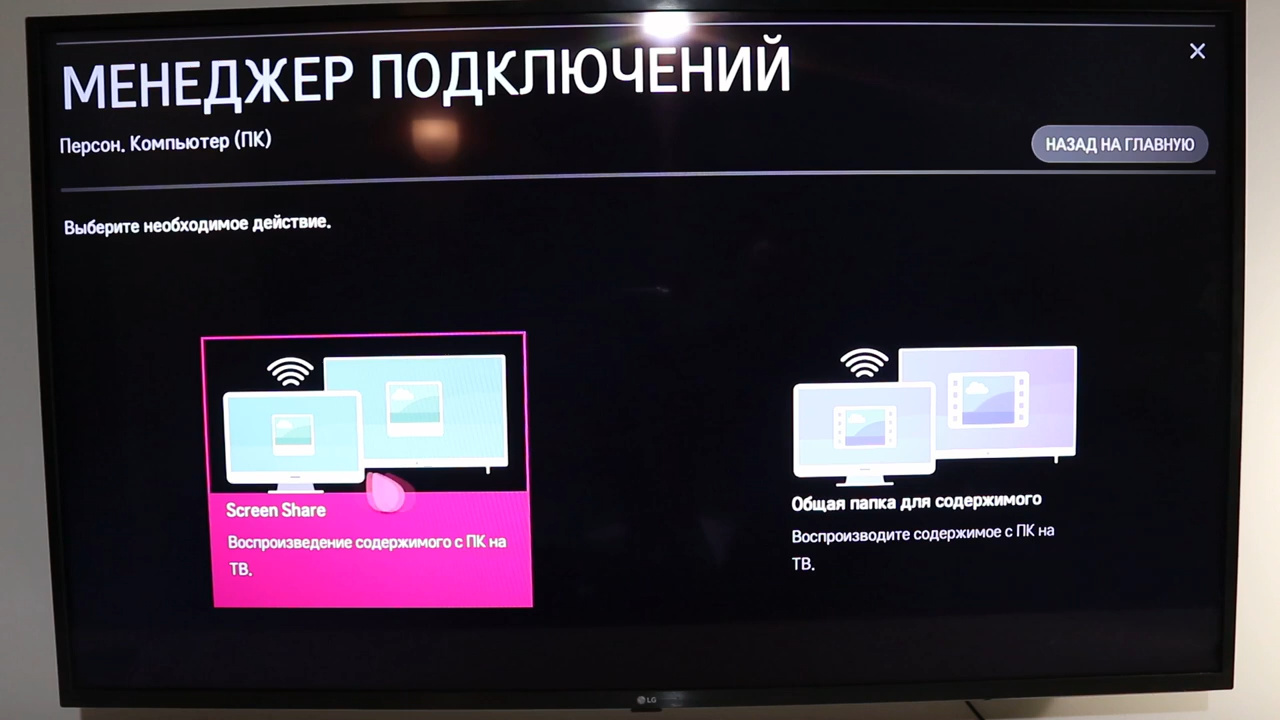 МЕНЕДЖЕР ПОДКЛЮЧЕНИЙ
Персон. Компьютер (ПК)
НАЗАД НА ГЛАВНУЮ
Выберите необходимое действие.
Screen Share
Воспроизведение содержимого с ПК на
ТВ.
Общая папка для содержимого
Воспроизводите содержимое с ПК на
ТВ.
LG